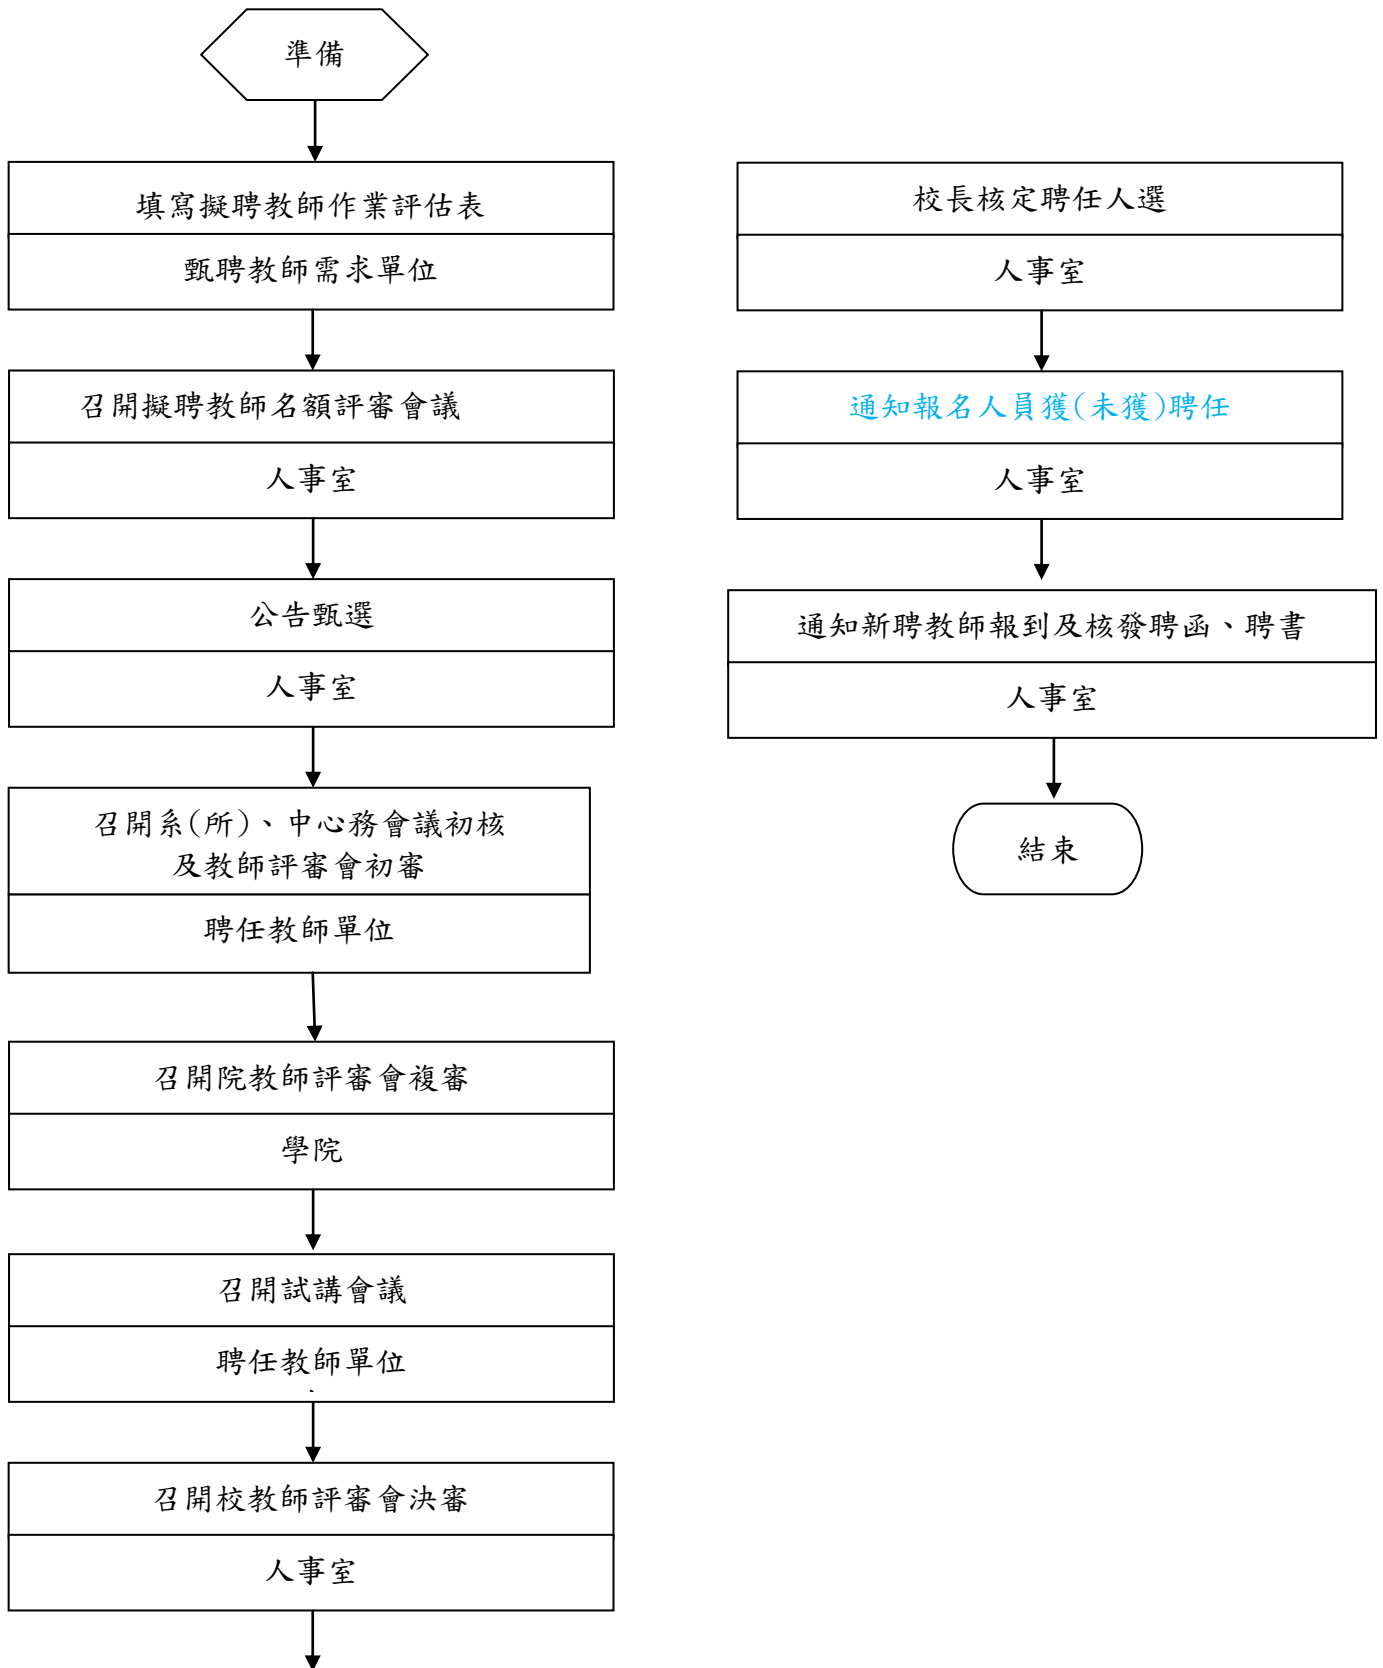 準備
填寫擬聘教師作業評估表
甄聘教師需求單位
召開擬聘教師名額評審會議
人事室
公告甄選
人事室
召開系(所)、中心務會議初核
及教師評審會初審
聘任教師單位
召開院教師評審會複審
學院
召開試講會議
聘任教師單位
召開校教師評審會決審
人事室
校長核定聘任人選
人事室
通知報名人員獲(未獲)聘任
人事室
通知新聘教師報到及核發聘函、聘書
人事室
結束